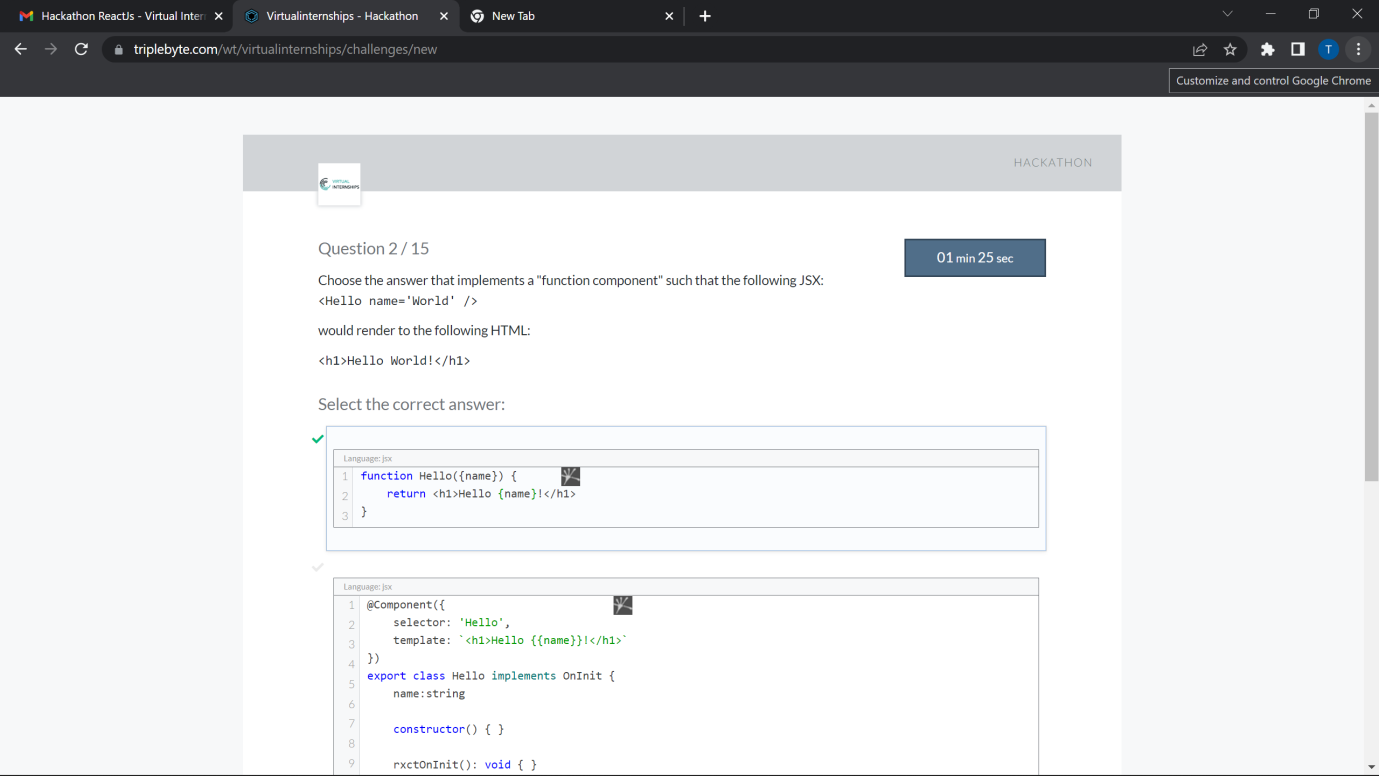 Hackathon ReactJs - Virtual Inter
Virtualinternships - Hackathon
New Tab
triplebyte.com/wt/virtualinternships/challenges/new
T
Customize and control Google Chrome
HACKATHON
VIRTUAL
INTERNSHIPS
Question 2 / 15
01 min 25 sec
Choose the answer that implements a "function component" such that the following JSX:
<Hello name='World' />
would render to the following HTML:
<h1>Hello World!</h1>
Select the correct answer:
Language: jsx
1 function Hello({name}) {
2 return <h1>Hello {name}!</h1>
3 }
Language: jsx
1 @Component({
2 selector: 'Hello',
3 template: `<h1>Hello {{name}}!</h1>`
4 })
5 export class Hello implements OnInit {
6 name:string
7
8 constructor() { }
9
rxctOnInit(): void { }